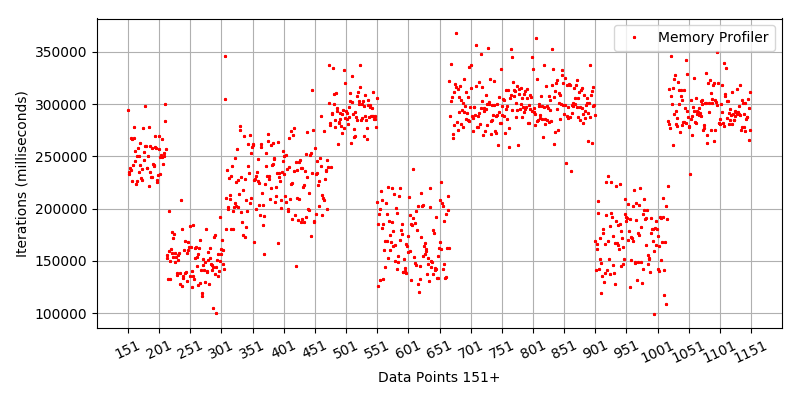 Memory Profiler
350000
300000
250000
200000
150000
100000
Iterations (milliseconds)
151 201 251 301 351 401 451 501 551 601 651 701 751 801 851 901 951 1001 1051 1101 1151
Data Points 151+